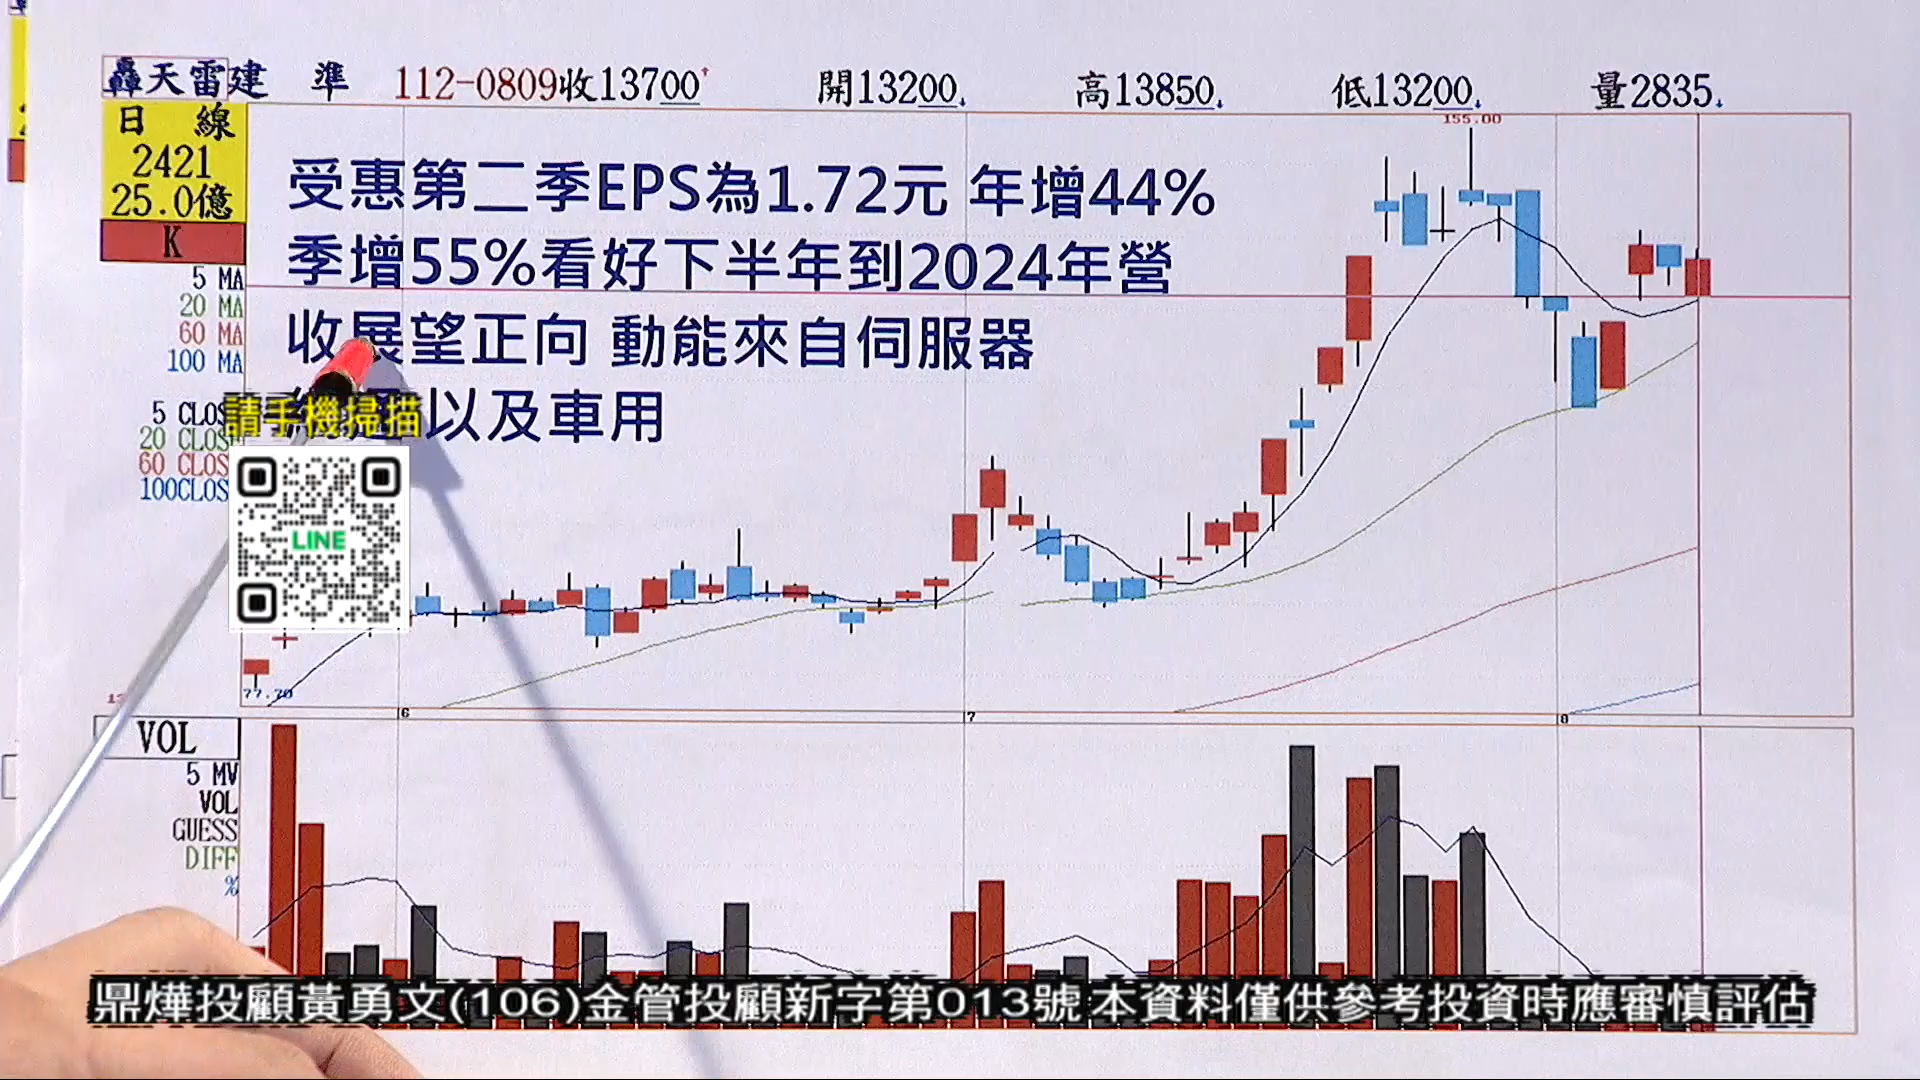 轟天雷建 準 112-0809收13700 開13200 高13850 低13200 量2835
日 線
2421
25.0億
K
5 MA
20 MA
60 MA
100 MA
5 CLOS
20 CLOS
60 CLOS
100CLOS
155.00
受惠第二季EPS為1.72元 年增44%
季增55%看好下半年到2024年營
收展望正向 動能來自伺服器
以及車用
請手機掃描
LINE
77.70
6 7 8
VOL
5 MV
VOL
GUESS
DIFF
%
鼎燁投顧黃勇文(106)金管投顧新字第013號 本資料僅供參考投資時應審慎評估